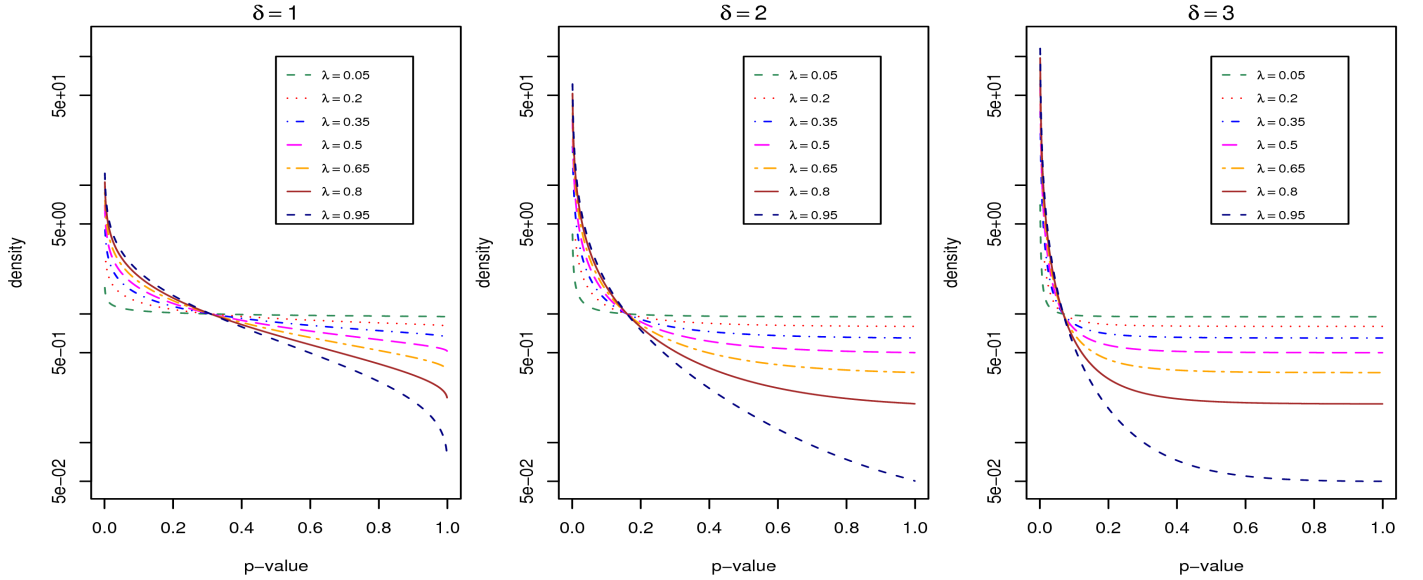 δ = 1
density
5e−02
5e−01
5e+00
5e+01
λ = 0.05
λ = 0.2
λ = 0.35
λ = 0.5
λ = 0.65
λ = 0.8
λ = 0.95
0.0 0.2 0.4 0.6 0.8 1.0
p−value
δ = 2
density
5e−02
5e−01
5e+00
5e+01
λ = 0.05
λ = 0.2
λ = 0.35
λ = 0.5
λ = 0.65
λ = 0.8
λ = 0.95
0.0 0.2 0.4 0.6 0.8 1.0
p−value
δ = 3
density
5e−02
5e−01
5e+00
5e+01
λ = 0.05
λ = 0.2
λ = 0.35
λ = 0.5
λ = 0.65
λ = 0.8
λ = 0.95
0.0 0.2 0.4 0.6 0.8 1.0
p−value